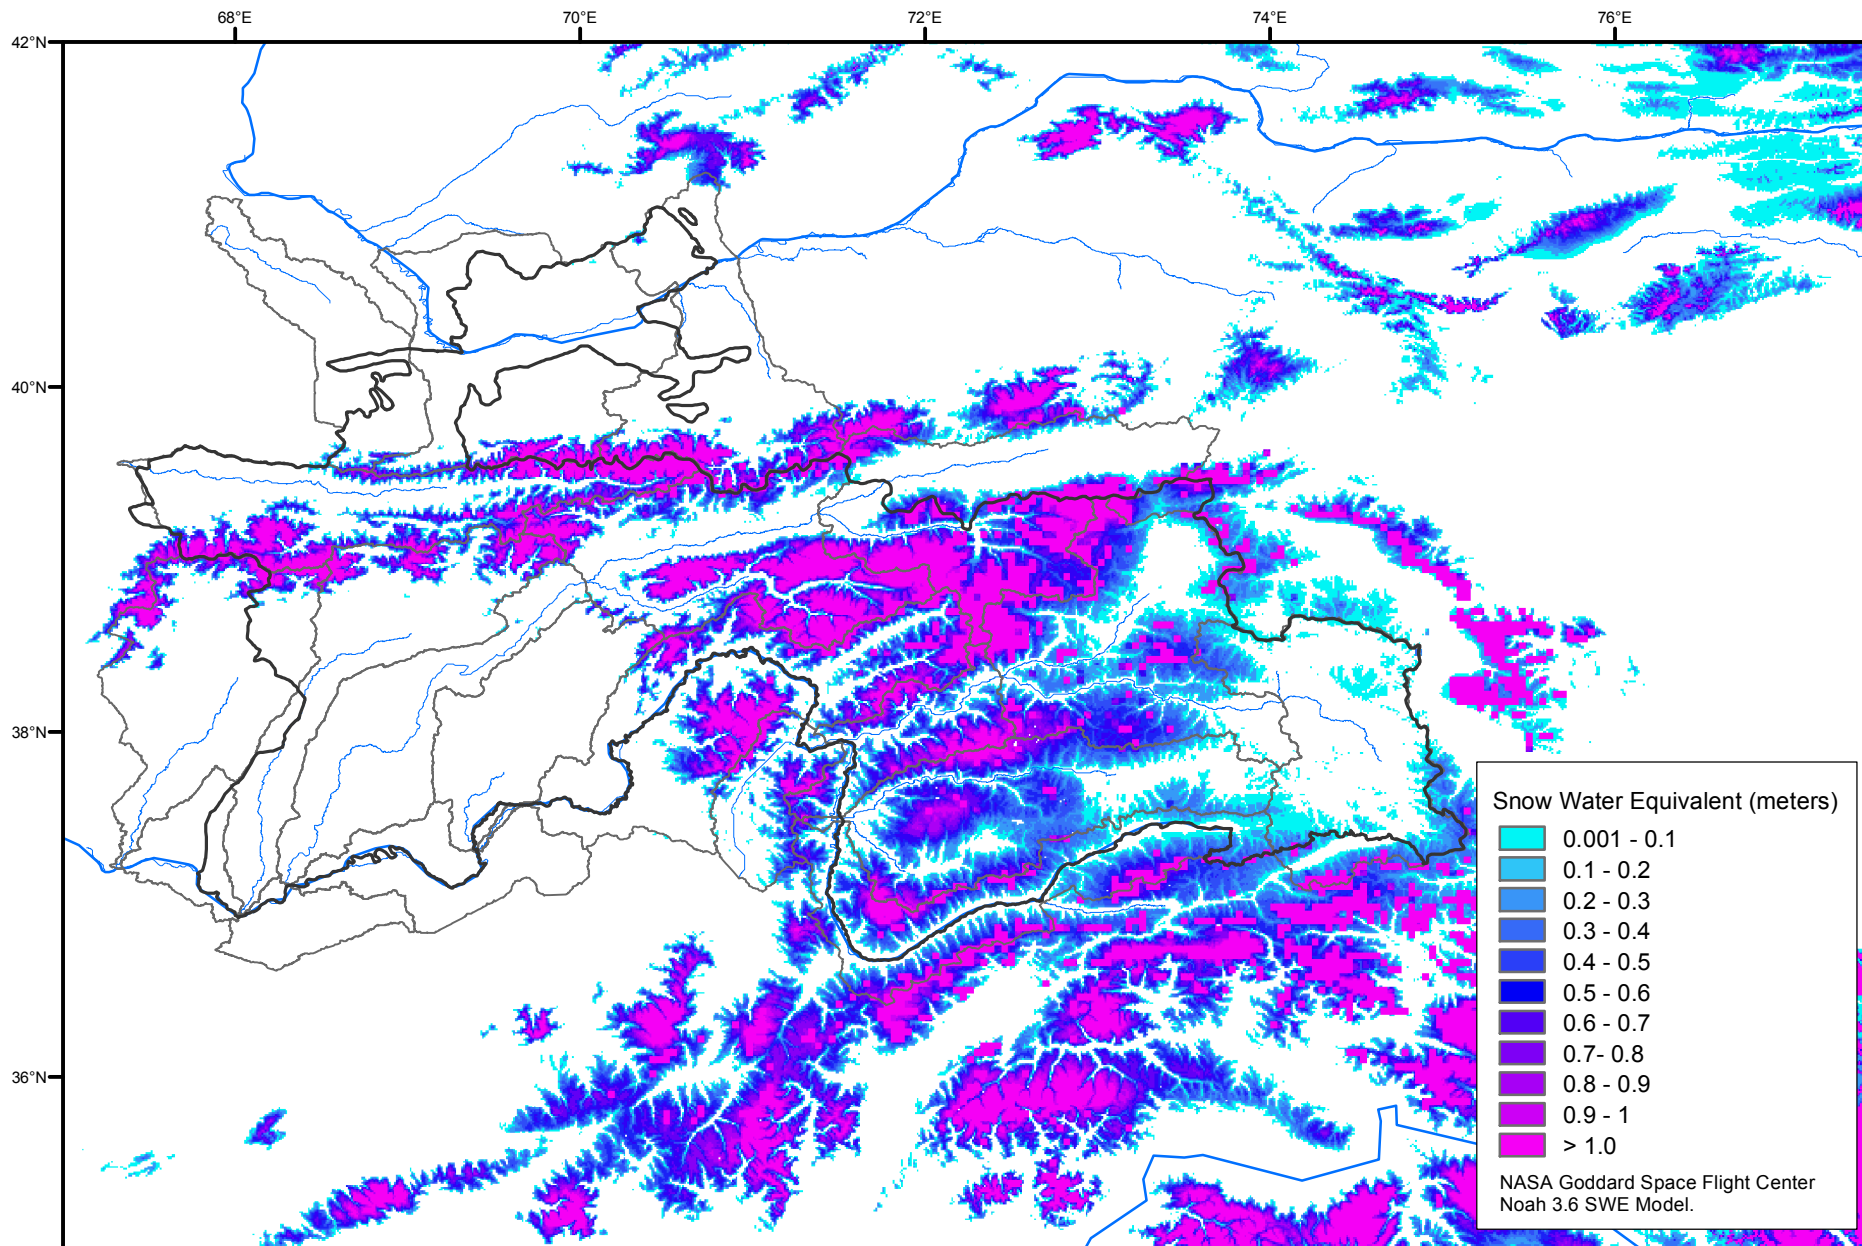 68°E 70°E 72°E 74°E 76°E
42°N
40°N
38°N
36°N
Snow Water Equivalent (meters)
0.001 - 0.1
0.1 - 0.2
0.2 - 0.3
0.3 - 0.4
0.4 - 0.5
0.5 - 0.6
0.6 - 0.7
0.7- 0.8
0.8 - 0.9
0.9 - 1
> 1.0
NASA Goddard Space Flight Center
Noah 3.6 SWE Model.